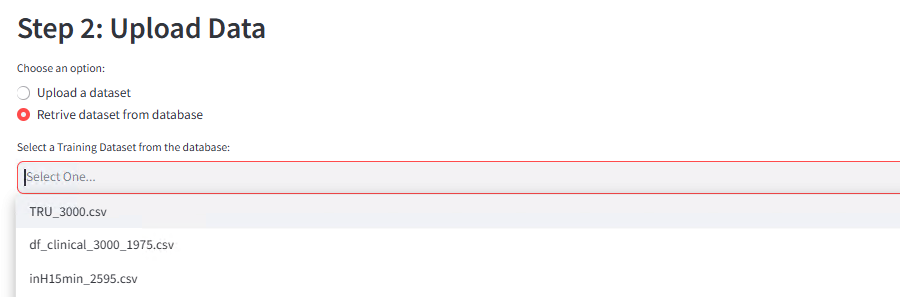 Step 2: Upload Data
Choose an option:
Upload a dataset
Retrive dataset from database
Select a Training Dataset from the database:
Select One...
TRU_3000.csv
df_clinical_3000_1975.csv
inH15min_2595.csv